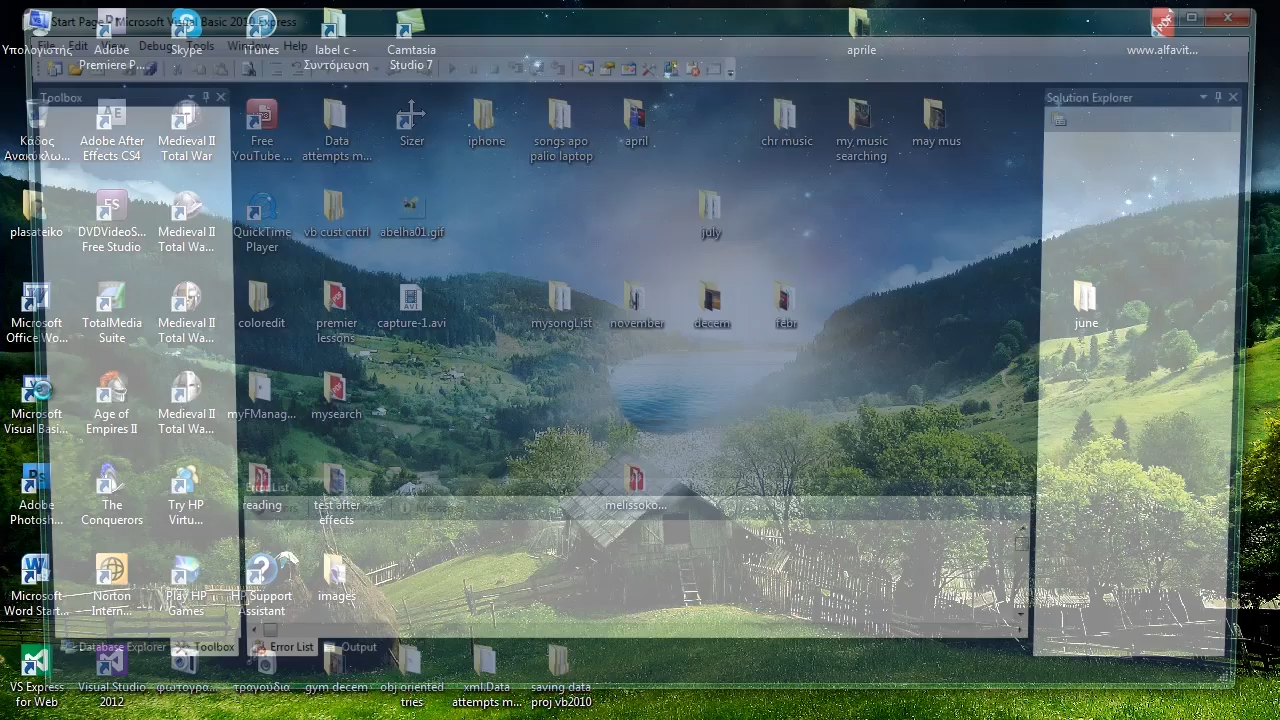 Start Page - Microsoft Visual Basic 2010 Express
File Edit View Debug Tools Window Help
Υπολογιστής
Adobe
Premiere P...
Skype
iTunes
label c -
Συντόμευση
Camtasia
Studio 7
aprile
www.alfavit...
Toolbox
Solution Explorer
Κάδος
Ανακύκλω...
Adobe After
Effects CS4
Medieval II
Total War
Free
YouTube ...
Data
attempts m...
Sizer
iphone
songs apo
palio laptop
april
chr music
my music
searching
may mus
plasateiko
DVDVideoS...
Free Studio
Medieval II
Total Wa...
QuickTime
Player
vb cust cntrl
abelha01.gif
july
Microsoft
Office Wo...
TotalMedia
Suite
Medieval II
Total Wa...
coloredit
premier
lessons
capture-1.avi
mysongList
november
decem
febr
june
Microsoft
Visual Basi...
Age of
Empires II
Medieval II
Total Wa...
myFManag...
mysearch
Adobe
Photosh...
The
Conquerors
Try HP
Virtu...
Error List
reading
test after
effects
melissoko...
Messages
Microsoft
Word Start...
Norton
Intern...
Play HP
Games
HP Support
Assistant
images
Database Explorer
Toolbox
Error List
Output
VS Express
for Web
Visual Studio
2012
φωτογρα...
τραγούδια
gym decem
obj oriented
tries
xml.Data
attempts m...
saving data
proj vb2010